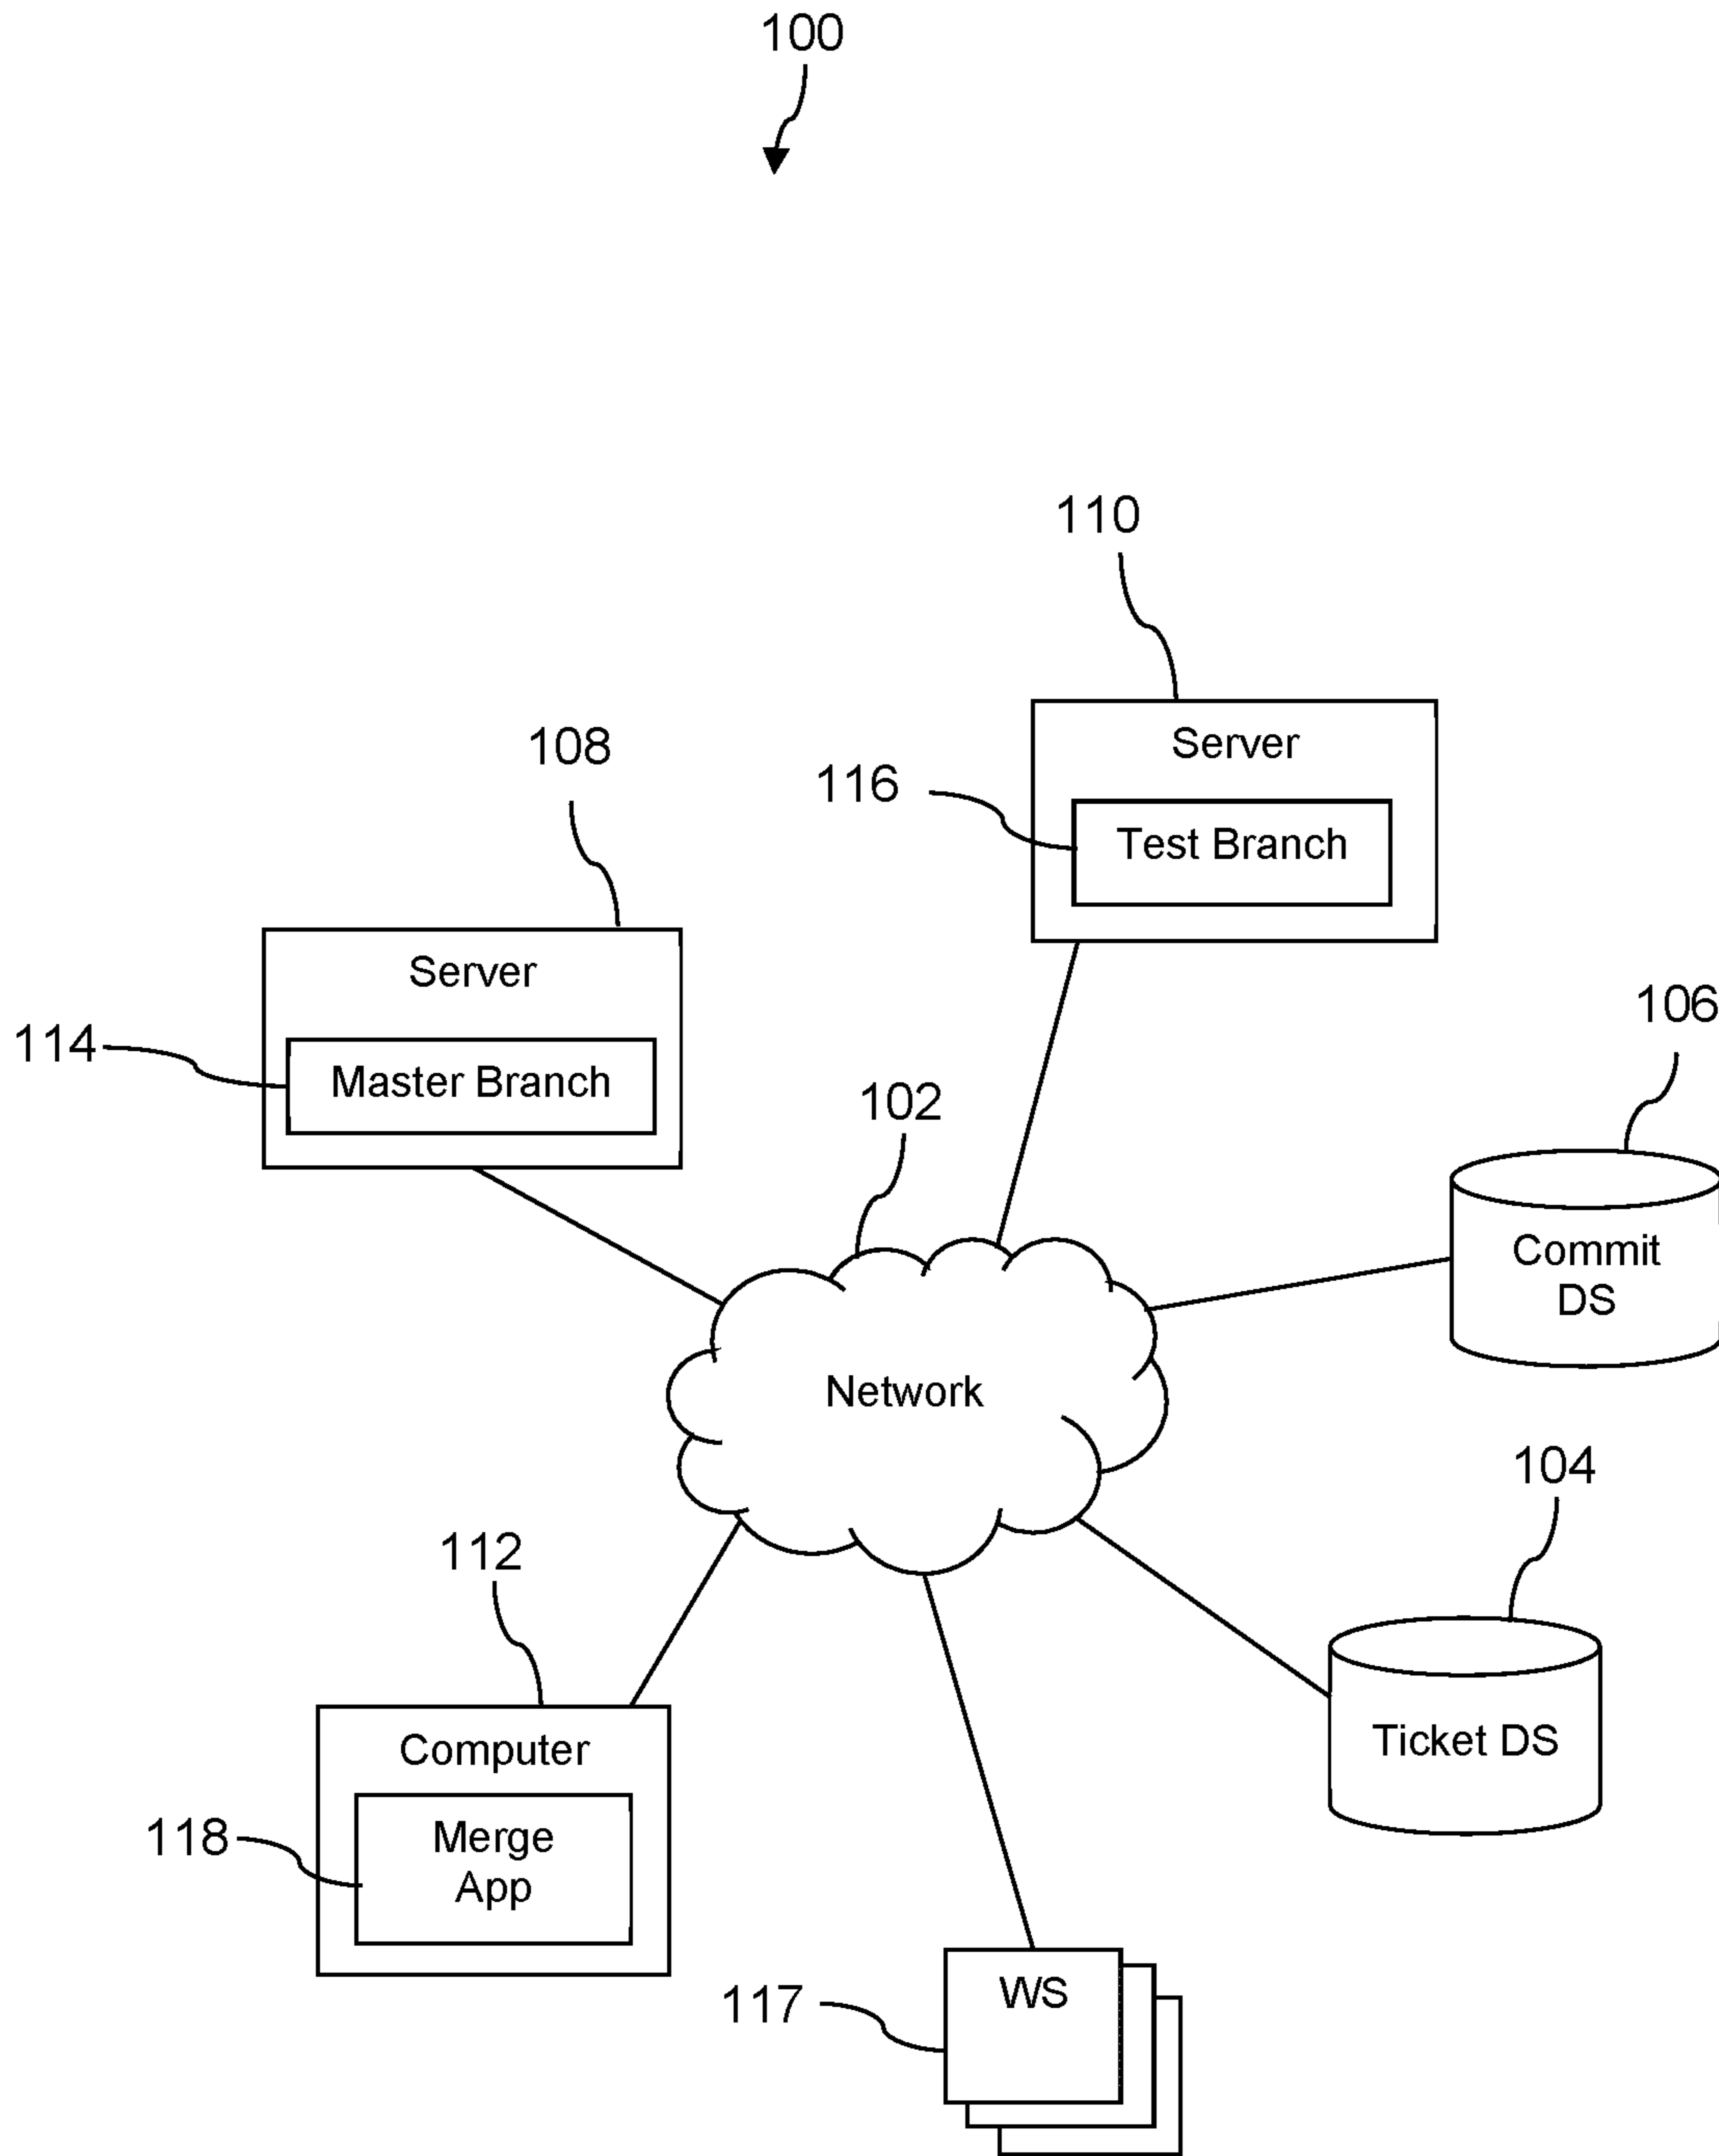 100
110
Server
116
Test Branch
108
Server
114
Master Branch
106
102
Commit
DS
Network
104
112
Ticket DS
Computer
118
Merge
App
117
WS